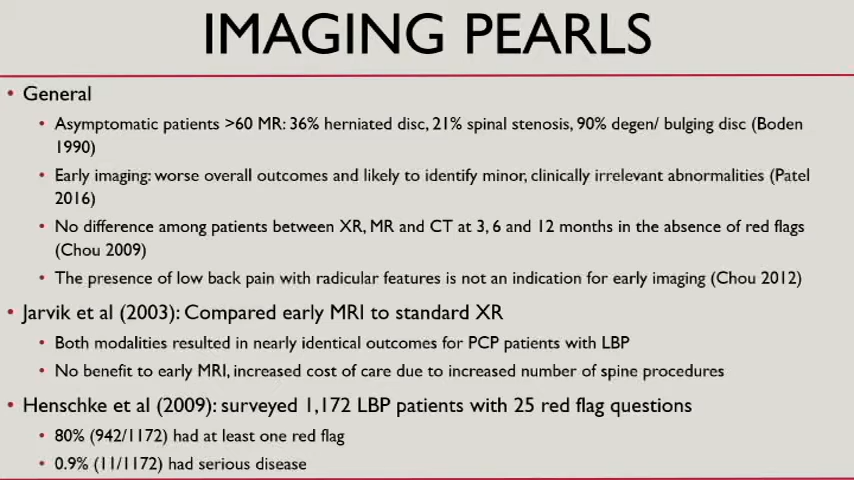 IMAGING PEARLS
• General
• Asymptomatic patients >60 MR: 36% herniated disc, 21% spinal stenosis, 90% degen/ bulging disc (Boden
1990)
• Early imaging: worse overall outcomes and likely to identify minor, clinically irrelevant abnormalities (Patel
2016)
• No difference among patients between XR, MR and CT at 3, 6 and 12 months in the absence of red flags
(Chou 2009)
• The presence of low back pain with radicular features is not an indication for early imaging (Chou 2012)
• Jarvik et al (2003): Compared early MRI to standard XR
• Both modalities resulted in nearly identical outcomes for PCP patients with LBP
• No benefit to early MRI, increased cost of care due to increased number of spine procedures
• Henschke et al (2009): surveyed 1,172 LBP patients with 25 red flag questions
• 80% (942/1172) had at least one red flag
• 0.9% (11/1172) had serious disease